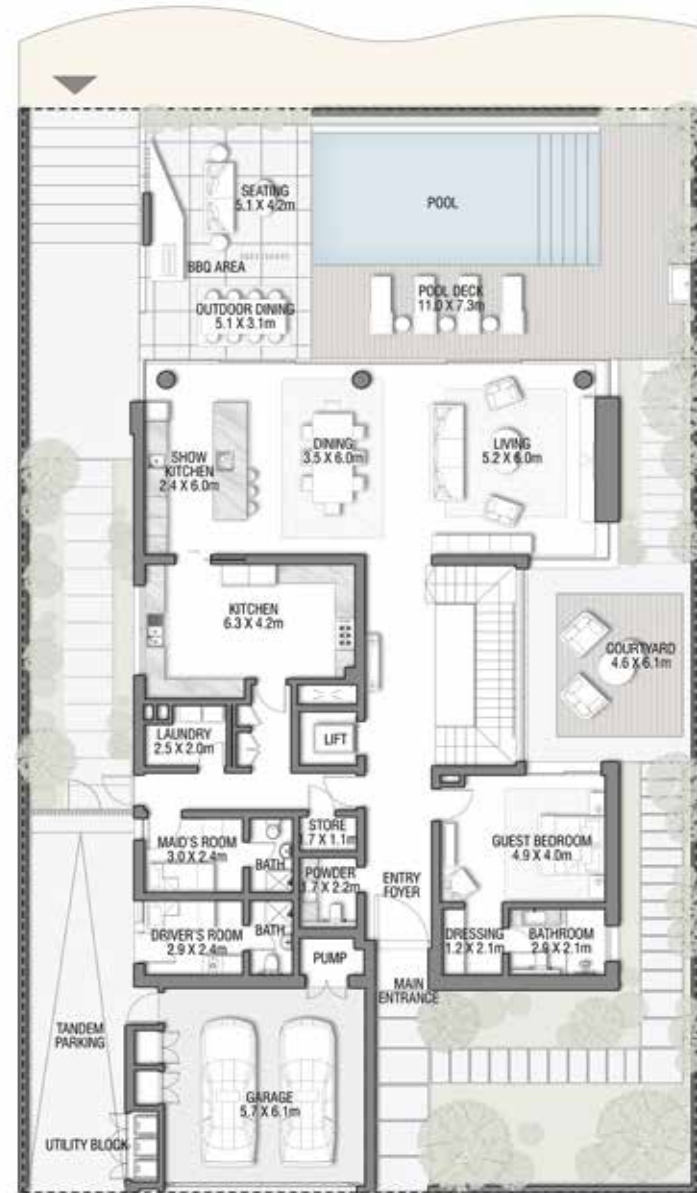 SEATING
5.1 X 4.2m
POOL
BBQ AREA
OUTDOOR DINING
5.1 X 3.1m
POOL DECK
11.0 X 7.3m
SHOW
KITCHEN
2.4 X 6.0m
DINING
3.5 X 6.0m
LIVING
5.2 X 6.0m
KITCHEN
6.3 X 4.2m
COURTYARD
4.6 X 6.1m
LAUNDRY
2.5 X 2.0m
LIFT
STORE
1.7 X 1.1m
MAID'S ROOM
3.0 X 2.4m
BATH
GUEST BEDROOM
4.9 X 4.0m
POWDER
1.7 X 2.2m
ENTRY
FOYER
DRIVER'S ROOM
2.9 X 2.4m
BATH
DRESSING
1.2 X 2.1m
BATHROOM
2.9 X 2.1m
PUMP
MAIN
ENTRANCE
TANDEM
PARKING
GARAGE
5.7 X 6.1m
UTILITY BLOCK